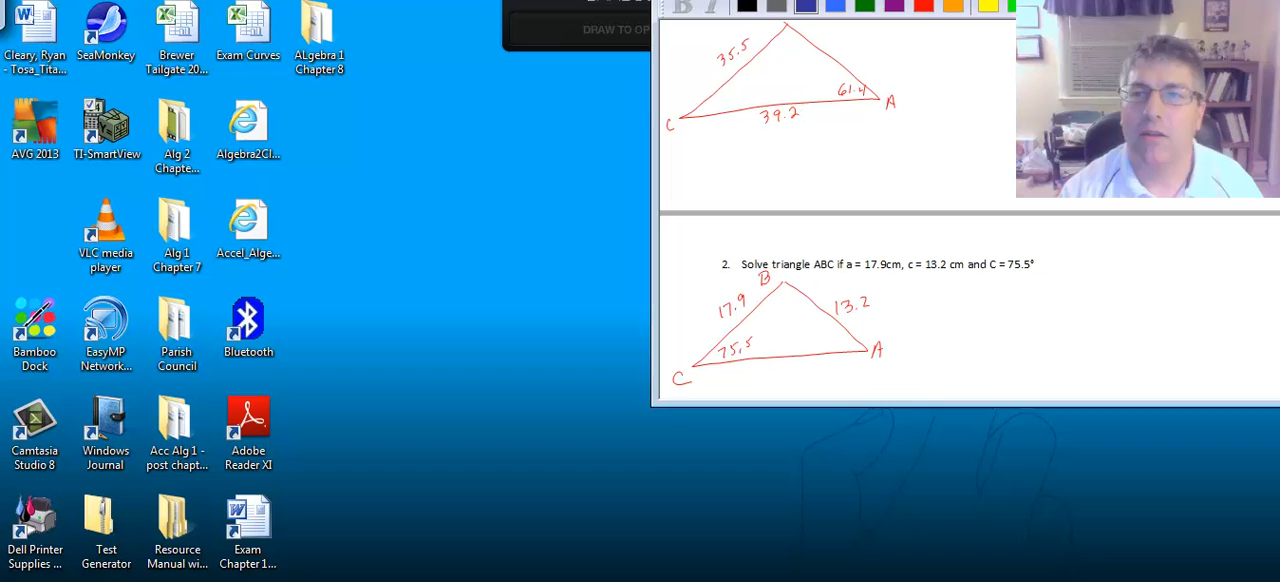 DRAW TO OP
B I
Cleary, Ryan
- Tosa_Tita...
SeaMonkey
Brewer
Tailgate 20...
Exam Curves
ALgebra 1
Chapter 8
AVG 2013
TI-SmartView
Alg 2
Chapte...
Algebra2Cl...
VLC media
player
Alg 1
Chapter 7
Accel_Alge...
Bamboo
Dock
EasyMP
Network...
Parish
Council
Bluetooth
Camtasia
Studio 8
Windows
Journal
Acc Alg 1 -
post chapt...
Adobe
Reader XI
Dell Printer
Supplies ...
Test
Generator
Resource
Manual wi...
Exam
Chapter 1...
35.5
61.4
A
C
39.2
2. Solve triangle ABC if a = 17.9cm, c = 13.2 cm and C = 75.5°
B
17.9
13.2
75.5
A
C